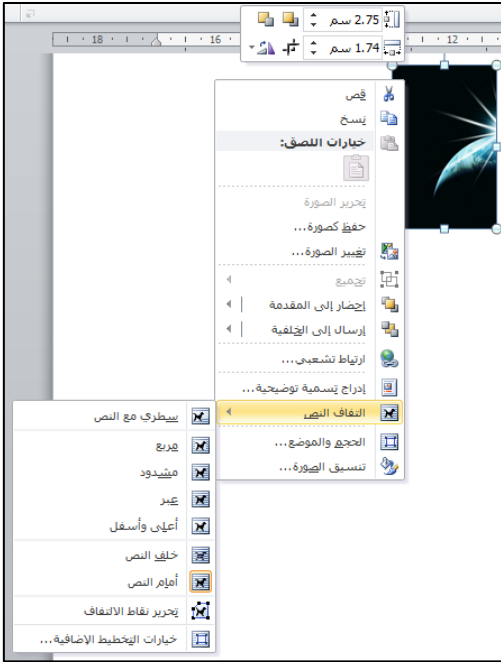 2.75 سم
1.74 سم
18 16 12
قص
نسخ
خيارات اللصق:
تحرير الصورة
حفظ كصورة...
تغيير الصورة...
تجميع
إحضار إلى المقدمة
إرسال إلى الخلفية
ارتباط تشعبي...
إدراج تسمية توضيحية...
التفاف النص
الحجم والموضع...
تنسيق الصورة...
سطري مع النص
مربع
مشدود
عبر
أعلى وأسفل
خلف النص
أمام النص
تحرير نقاط الالتفاف
خيارات التخطيط الإضافية...